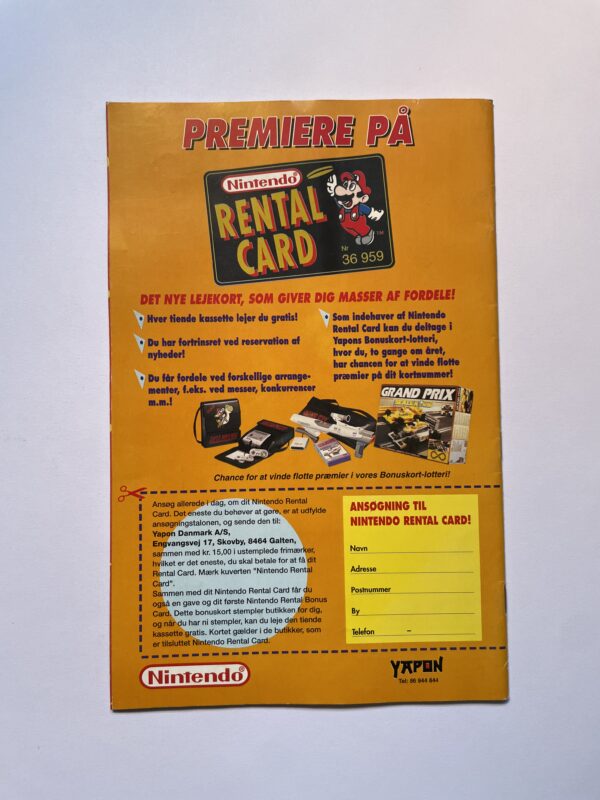 PREMIERE PÅ
Nintendo®
RENTAL
CARD
Nr
36 959
TM
DET NYE LEJEKORT, SOM GIVER DIG MASSER AF FORDELE!
Hver tiende kassette lejer du gratis!
Du har fortrinsret ved reservation af
nyheder!
Du får fordele ved forskellige arrange-
menter, f.eks. ved messer, konkurrencer
m.m.!
Som indehaver af Nintendo
Rental Card kan du deltage i
Yapons Bonuskort-lotteri,
hvor du, to gange om året,
har chancen for at vinde flotte
præmier på dit kortnummer!
GRAND PRIX
Chance for at vinde flotte præmier i vores Bonuskort-lotteri!
Ansøg allerede i dag, om dit Nintendo Rental
Card. Det eneste du behøver at gøre, er at udfylde
ansøgningstalonen, og sende den til:
Yapon Danmark A/S,
Engvangsvej 17, Skovby, 8464 Galten,
sammen med kr. 15,00 i ustemplede frimærker,
hvilket er det eneste, du skal betale for at få dit
Rental Card. Mærk kuverten "Nintendo Rental
Card".
Sammen med dit Nintendo Rental Card får du
også en gave og dit første Nintendo Rental Bonus
Card. Dette bonuskort stempler butikken for dig,
og når du har ni stempler, kan du leje den tiende
kassette gratis. Kortet gælder i de butikker, som
er tilsluttet Nintendo Rental Card.
ANSØGNING TIL
NINTENDO RENTAL CARD!
Navn
Adresse
Postnummer
By
Telefon –
Nintendo®
YAPON
Tel: 86 944 844